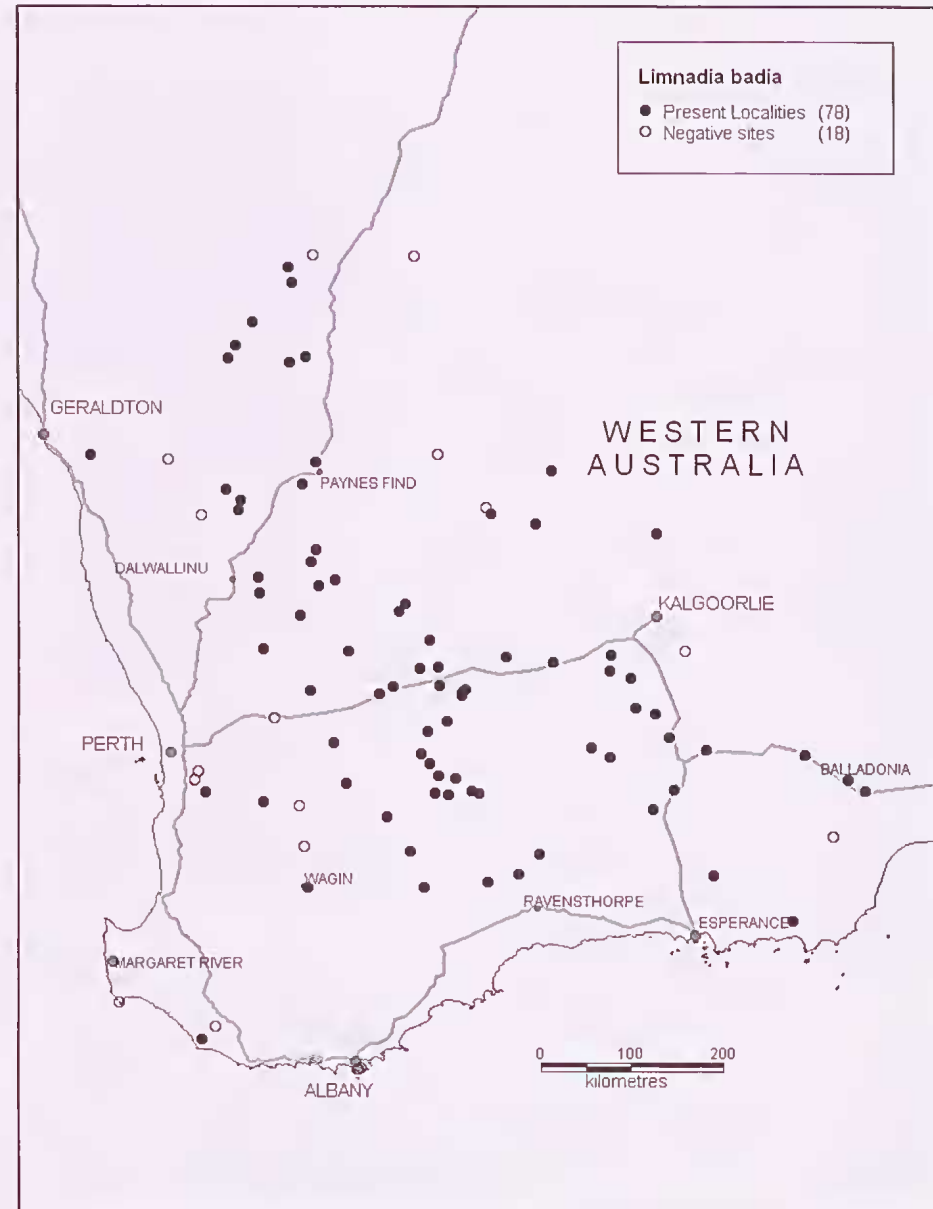 Limnadia badia
Present Localities (78)
Negative sites (18)
GERALDTON
WESTERN
AUSTRALIA
PAYNES FIND
DALWALLINU
KALGOORLIE
PERTH
BALLADONIA
WAGIN
RAVENSTHORPE
ESPERANCE
MARGARET RIVER
0 100 200
kilometres
ALBANY